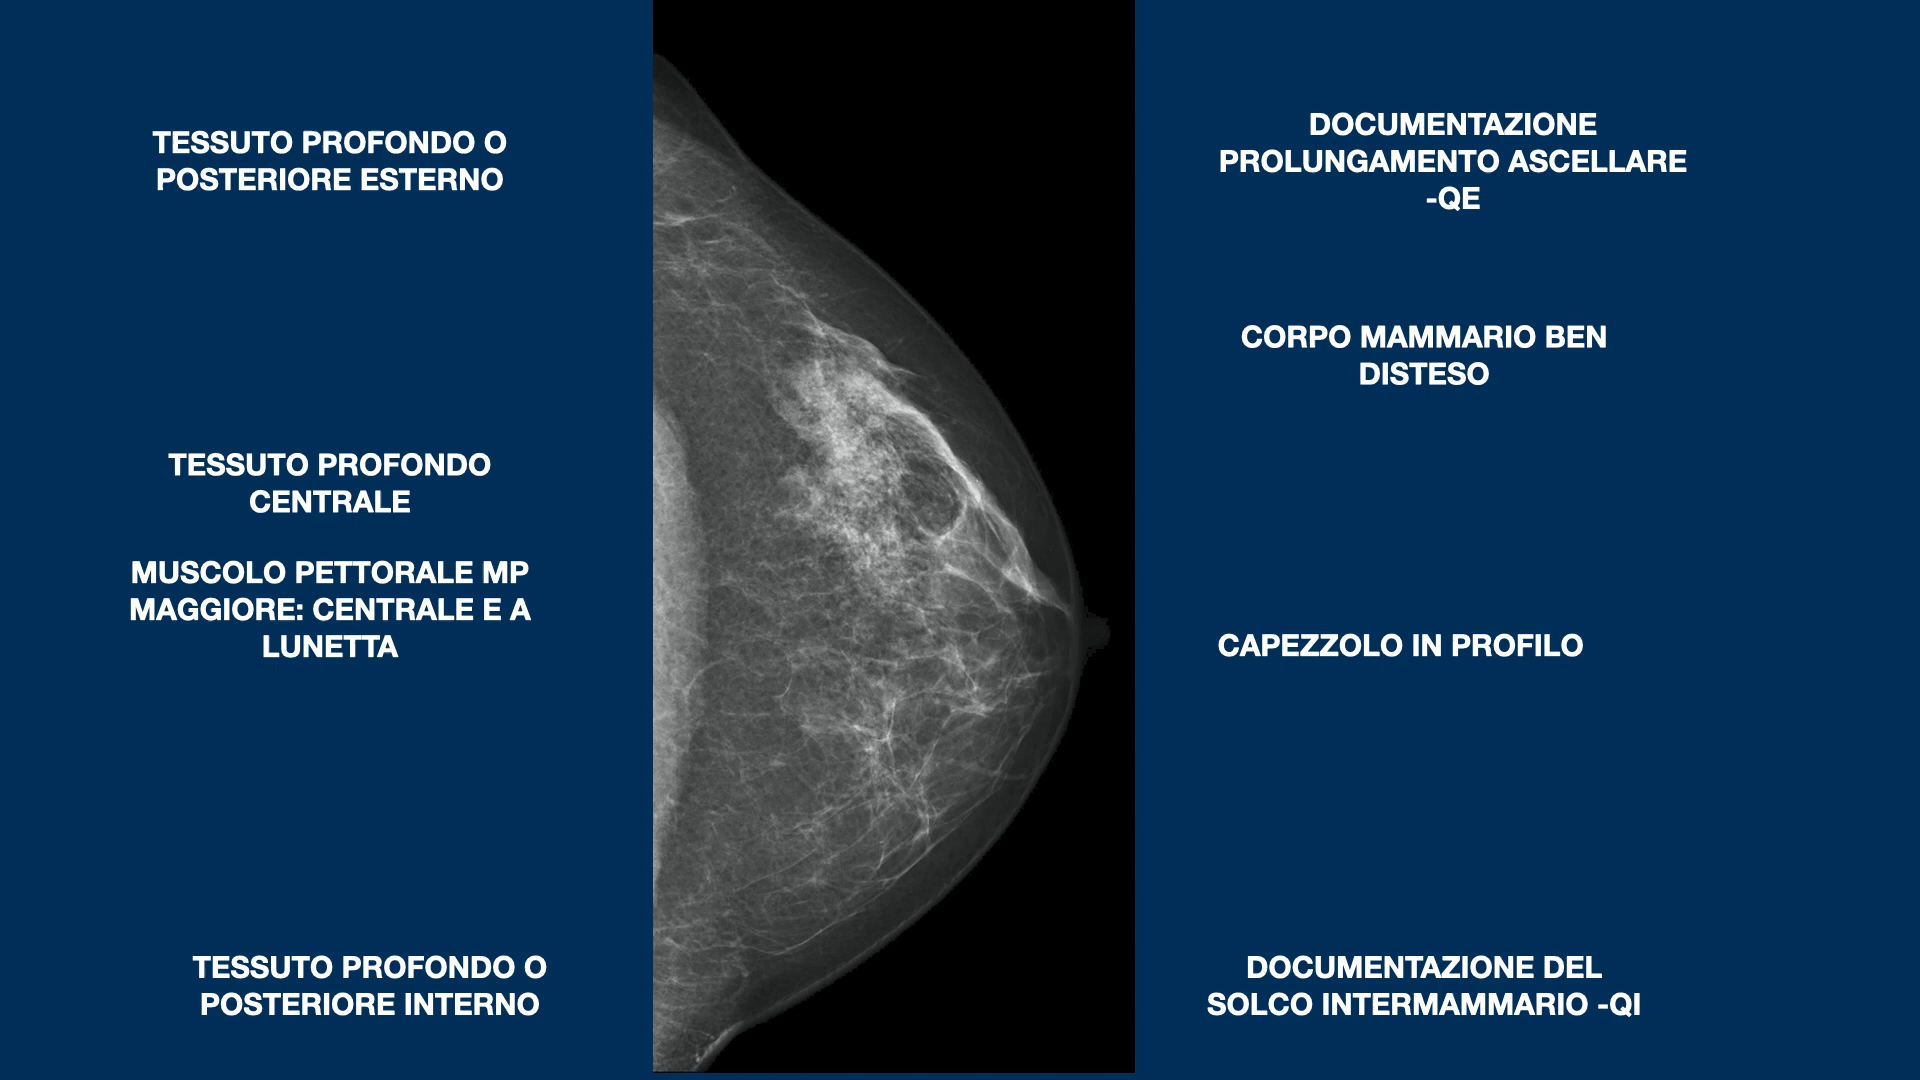 TESSUTO PROFONDO O
POSTERIORE ESTERNO
TESSUTO PROFONDO
CENTRALE
MUSCOLO PETTORALE MP
MAGGIORE: CENTRALE E A
LUNETTA
TESSUTO PROFONDO O
POSTERIORE INTERNO
DOCUMENTAZIONE
PROLUNGAMENTO ASCELLARE
-QE
CORPO MAMMARIO BEN
DISTESO
CAPEZZOLO IN PROFILO
DOCUMENTAZIONE DEL
SOLCO INTERMAMMARIO -QI